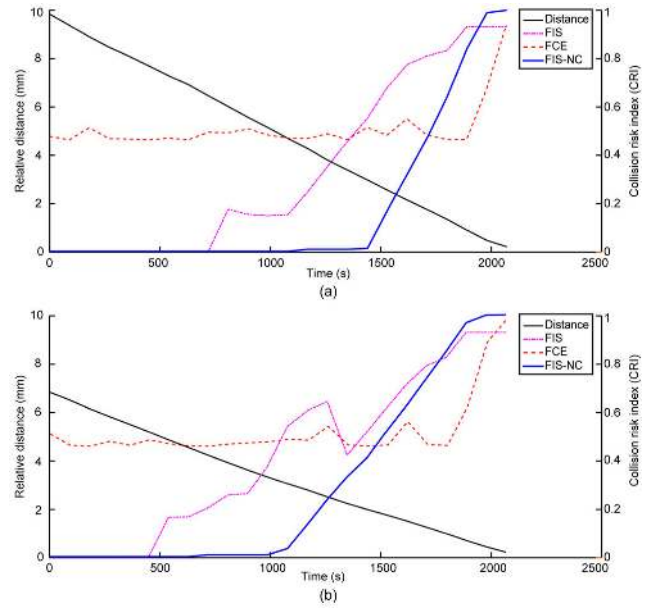 10
8
6
4
2
0
Relative distance (mm)
0
500
1000
1500
2000
2500
Time (s)
1
0.8
0.6
0.4
0.2
0
Collision risk index (CRI)
Distance
FIS
FCE
FIS-NC
(a)
10
8
6
4
2
0
Relative distance (mm)
0
500
1000
1500
2000
2500
Time (s)
1
0.8
0.6
0.4
0.2
0
Collision risk index (CRI)
Distance
FIS
FCE
FIS-NC
(b)